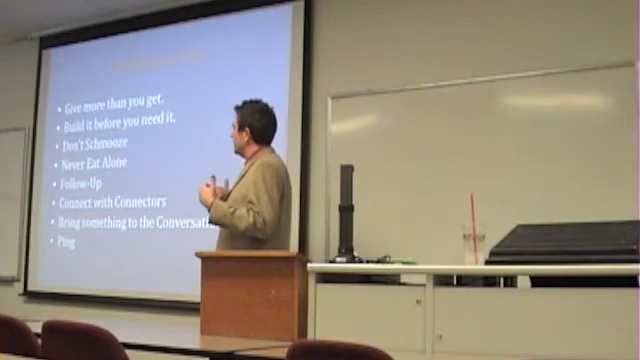 • Give more than you get.
• Build it before you need it.
• Don't Schmooze
• Never Eat Alone
• Follow-Up
• Connect with Connectors
• Bring something to the Conversati
• Ping